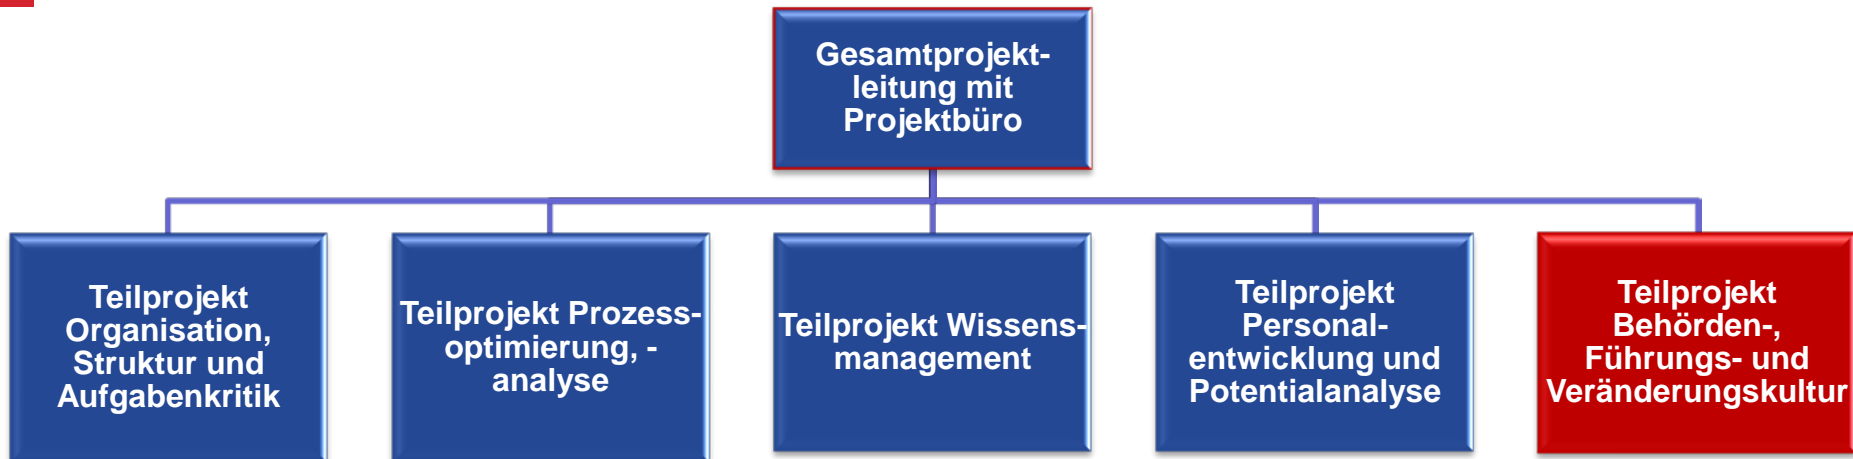 Gesamtprojekt-
leitung mit
Projektbüro
Teilprojekt
Organisation,
Struktur und
Aufgabenkritik
Teilprojekt Prozess-
optimierung, -
analyse
Teilprojekt Wissens-
management
Teilprojekt
Personal-
entwicklung und
Potentialanalyse
Teilprojekt
Behörden-,
Führungs- und
Veränderungskultur